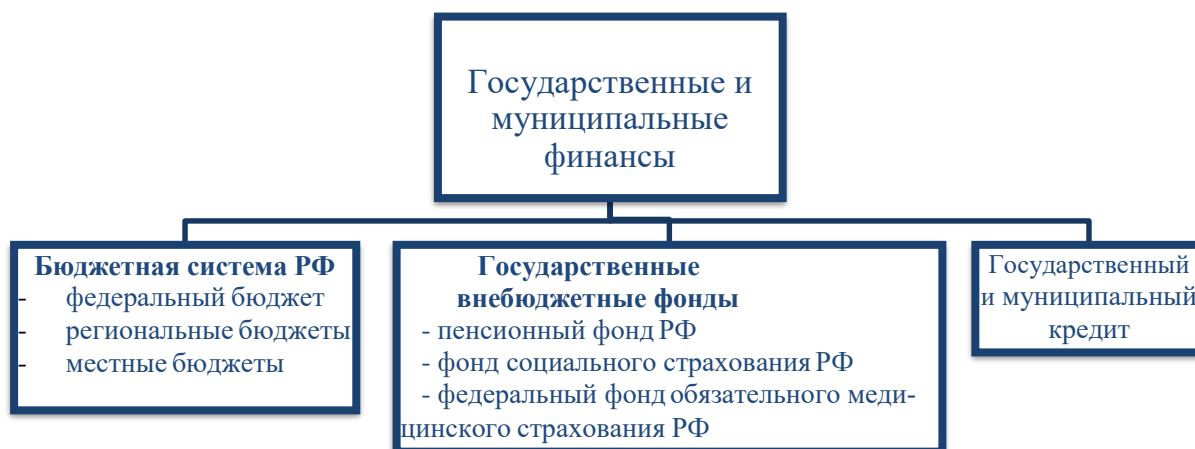 Государственные и
муниципальные
финансы
Бюджетная система РФ
- федеральный бюджет
- региональные бюджеты
- местные бюджеты
Государственные
внебюджетные фонды
- пенсионный фонд РФ
- фонд социального страхования РФ
- федеральный фонд обязательного меди-
цинского страхования РФ
Государственный
и муниципальный
кредит